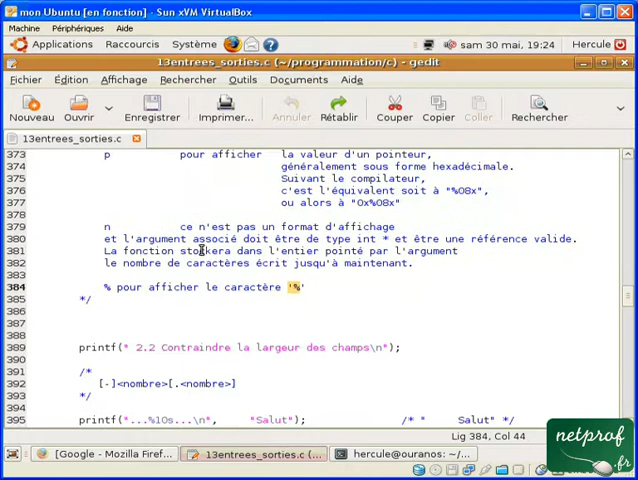 mon Ubuntu [en fonction] - Sun xVM VirtualBox
Machine Périphériques Aide
Applications Raccourcis Système sam 30 mai, 19:24 Hercule
13entrees_sorties.c (~/programmation/c) - gedit
Fichier Édition Affichage Rechercher Outils Documents Aide
Nouveau Ouvrir Enregistrer Imprimer... Annuler Rétablir Couper Copier Coller Rechercher
13entrees_sorties.c
373 p pour afficher la valeur d'un pointeur,
374 généralement sous forme hexadécimale.
375 Suivant le compilateur,
376 c'est l'équivalent soit à "%08x",
377 ou alors à "0x%08x"
378
379 n ce n'est pas un format d'affichage
380 et l'argument associé doit être de type int * et être une référence valide.
381 La fonction stockera dans l'entier pointé par l'argument
382 le nombre de caractères écrit jusqu'à maintenant.
383
384 % pour afficher le caractère '%'
385 */
386
387
388
389 printf(" 2.2 Contraindre la largeur des champs\n");
390
391 /*
392 [-]<nombre>[.<nombre>]
393 */
394
395 printf("...%10s...\n", "Salut"); /* " Salut" */
Lig 384, Col 44
netprof
.fr
[Google - Mozilla Firef... 13entrees_sorties.c (... hercule@ouranos: ~